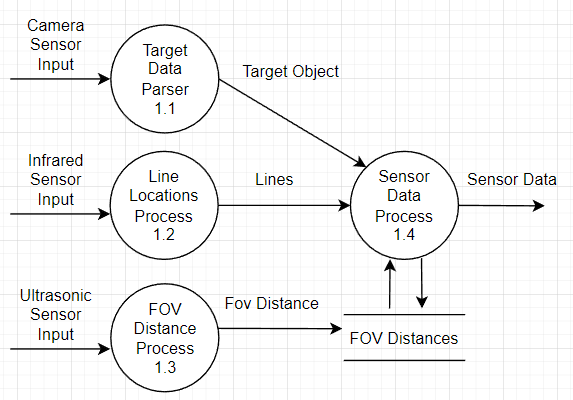 Camera
Sensor
Input
Target
Data
Parser
1.1
Target Object
Infrared
Sensor
Input
Line
Locations
Process
1.2
Lines
Sensor
Data
Process
1.4
Sensor Data
Ultrasonic
Sensor
Input
FOV
Distance
Process
1.3
Fov Distance
FOV Distances